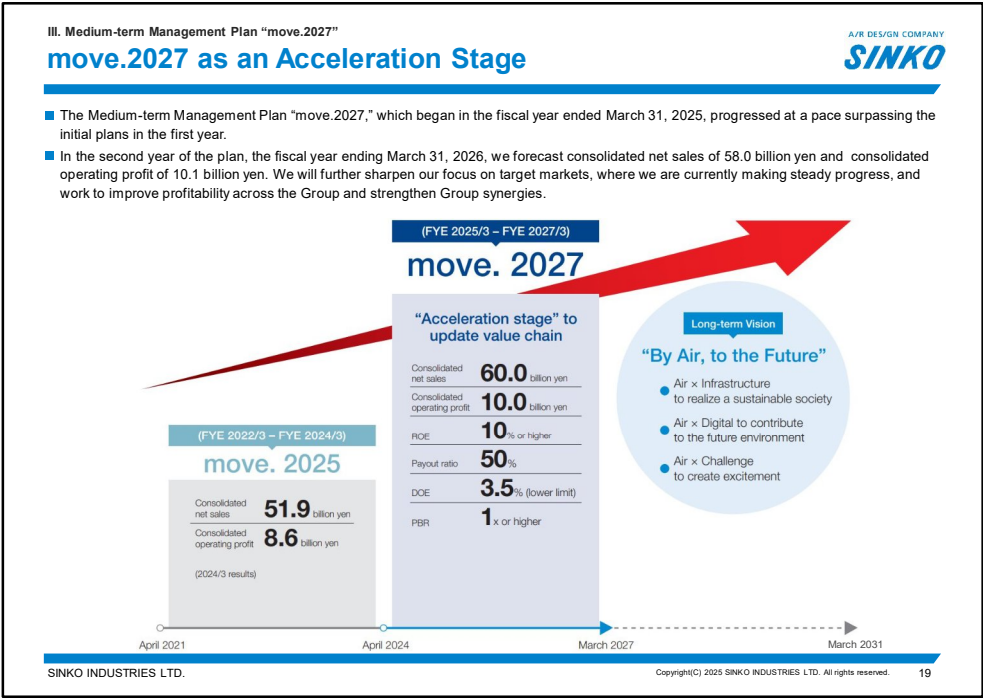 III. Medium-term Management Plan “move.2027”
move.2027 as an Acceleration Stage
A/R DESIGN COMPANY
SINKO
The Medium-term Management Plan “move.2027,” which began in the fiscal year ended March 31, 2025, progressed at a pace surpassing the
initial plans in the first year.
In the second year of the plan, the fiscal year ending March 31, 2026, we forecast consolidated net sales of 58.0 billion yen and consolidated
operating profit of 10.1 billion yen. We will further sharpen our focus on target markets, where we are currently making steady progress, and
work to improve profitability across the Group and strengthen Group synergies.
(FYE 2025/3 – FYE 2027/3)
move. 2027
“Acceleration stage” to
update value chain
Consolidated
net sales 60.0 billion yen
Consolidated
operating profit 10.0 billion yen
ROE 10% or higher
Payout ratio 50%
DOE 3.5% (lower limit)
PBR 1x or higher
(FYE 2022/3 – FYE 2024/3)
move. 2025
Consolidated
net sales 51.9 billion yen
Consolidated
operating profit 8.6 billion yen
(2024/3 results)
Long-term Vision
“By Air, to the Future”
Air × Infrastructure
to realize a sustainable society
Air × Digital to contribute
to the future environment
Air × Challenge
to create excitement
April 2021
April 2024
March 2027
March 2031
SINKO INDUSTRIES LTD.
Copyright(C) 2025 SINKO INDUSTRIES LTD. All rights reserved.
19